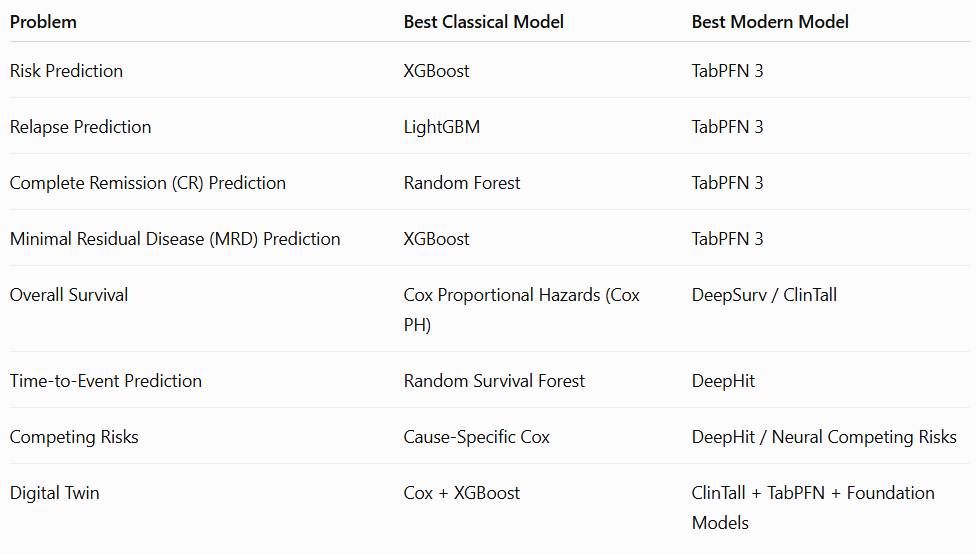 Problem Best Classical Model Best Modern Model
Risk Prediction XGBoost TabPFN 3
Relapse Prediction LightGBM TabPFN 3
Complete Remission (CR) Prediction Random Forest TabPFN 3
Minimal Residual Disease (MRD) Prediction XGBoost TabPFN 3
Overall Survival Cox Proportional Hazards (Cox DeepSurv / ClinTall
PH)
Time-to-Event Prediction Random Survival Forest DeepHit
Competing Risks Cause-Specific Cox DeepHit / Neural Competing Risks
Digital Twin Cox + XGBoost ClinTall + TabPFN + Foundation
Models